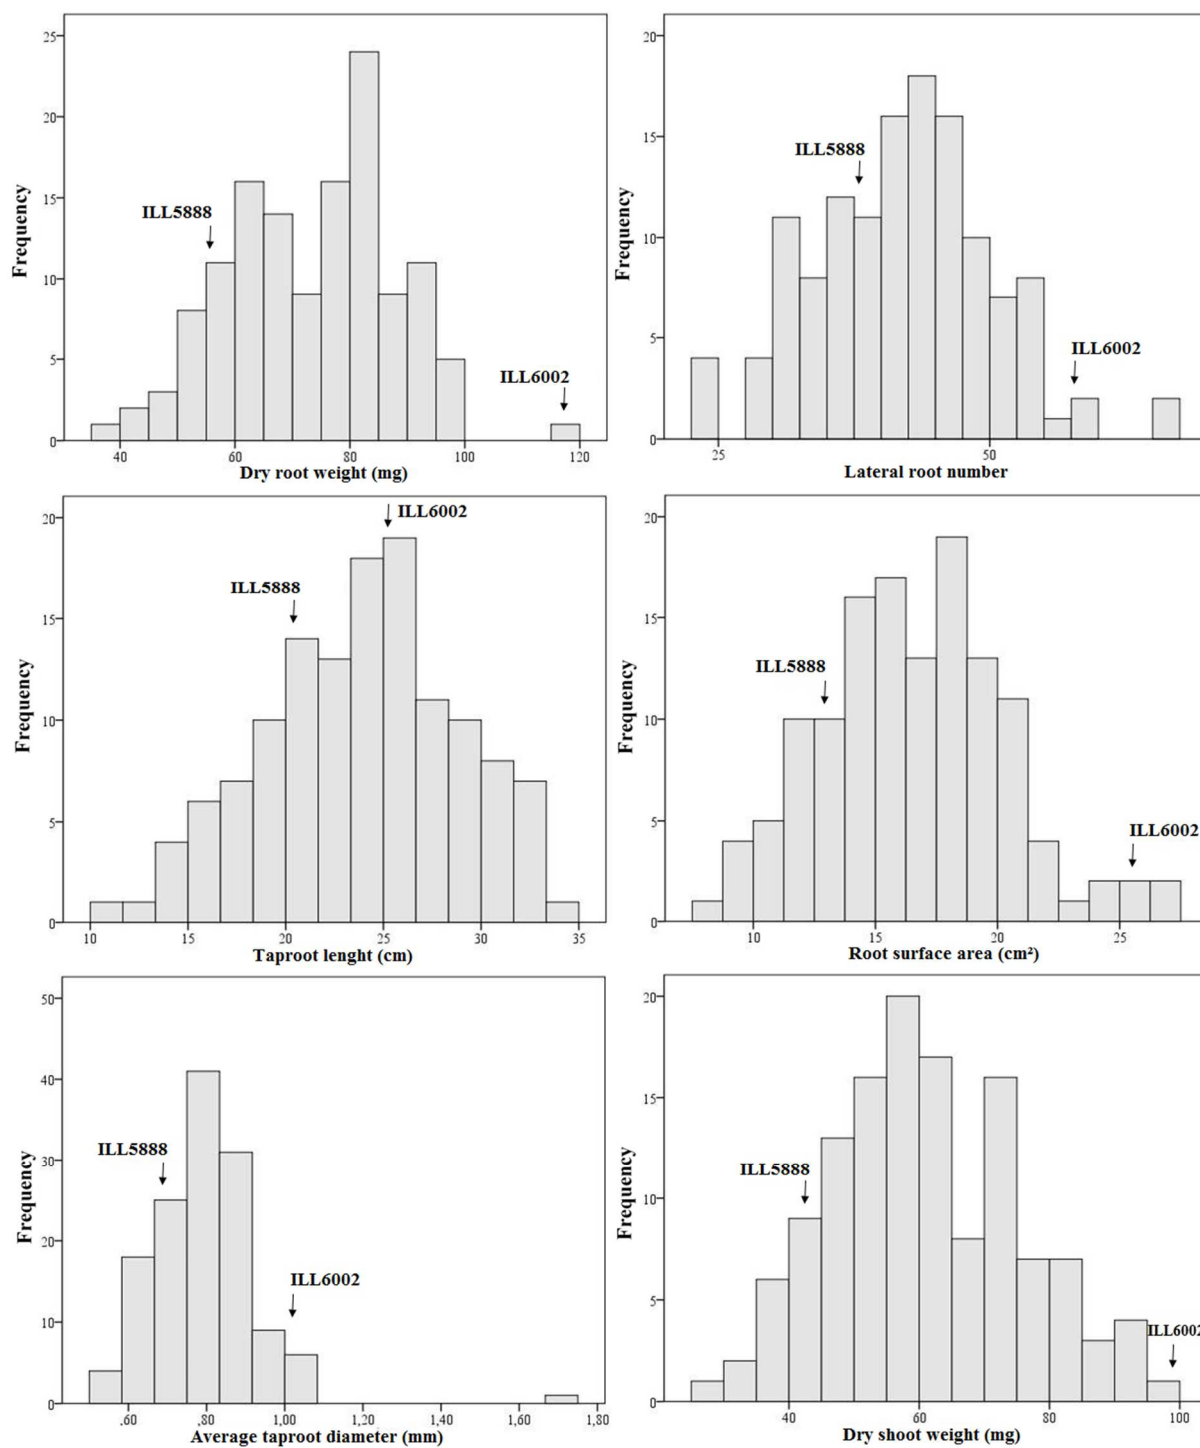 25
20
15
10
5
0
Frequency
ILL5888
ILL6002
40 60 80 100 120
Dry root weight (mg)
20
15
10
5
0
Frequency
ILL5888
ILL6002
25 50
Lateral root number
20
15
10
5
0
Frequency
ILL6002
ILL5888
10 15 20 25 30 35
Taproot lenght (cm)
20
15
10
5
0
Frequency
ILL5888
ILL6002
10 15 20 25
Root surface area (cm²)
50
40
30
20
10
0
Frequency
ILL5888
ILL6002
,60 ,80 1,00 1,20 1,40 1,60 1,80
Average taproot diameter (mm)
20
15
10
5
0
Frequency
ILL5888
ILL6002
40 60 80 100
Dry shoot weight (mg)